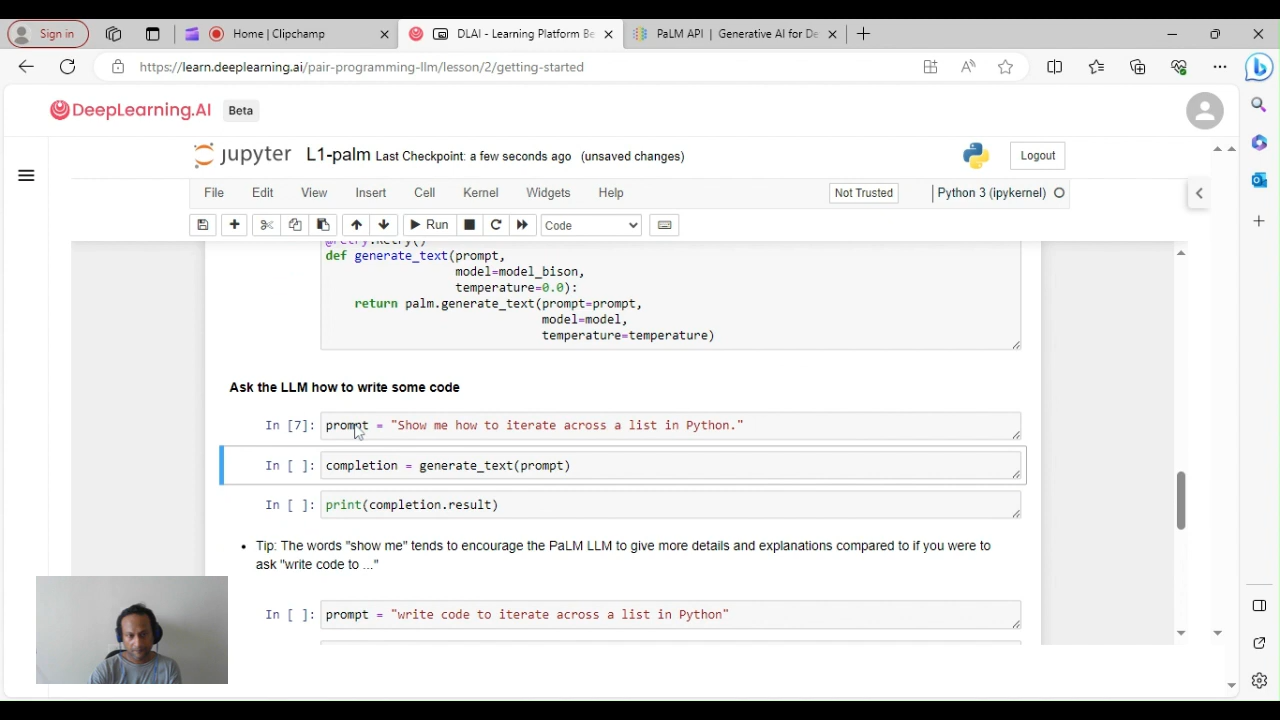 Sign in
Home | Clipchamp
DLAI - Learning Platform Be
PaLM API | Generative AI for De
https://learn.deeplearning.ai/pair-programming-llm/lesson/2/getting-started
DeepLearning.AI
Beta
jupyter L1-palm Last Checkpoint: a few seconds ago (unsaved changes)
Logout
File Edit View Insert Cell Kernel Widgets Help
Not Trusted
Python 3 (ipykernel)
Run
Code
@retry.Retry()
def generate_text(prompt,
model=model_bison,
temperature=0.0):
return palm.generate_text(prompt=prompt,
model=model,
temperature=temperature)
Ask the LLM how to write some code
In [7]: prompt = "Show me how to iterate across a list in Python."
In [ ]: completion = generate_text(prompt)
In [ ]: print(completion.result)
• Tip: The words "show me" tends to encourage the PaLM LLM to give more details and explanations compared to if you were to
ask "write code to ..."
In [ ]: prompt = "write code to iterate across a list in Python"